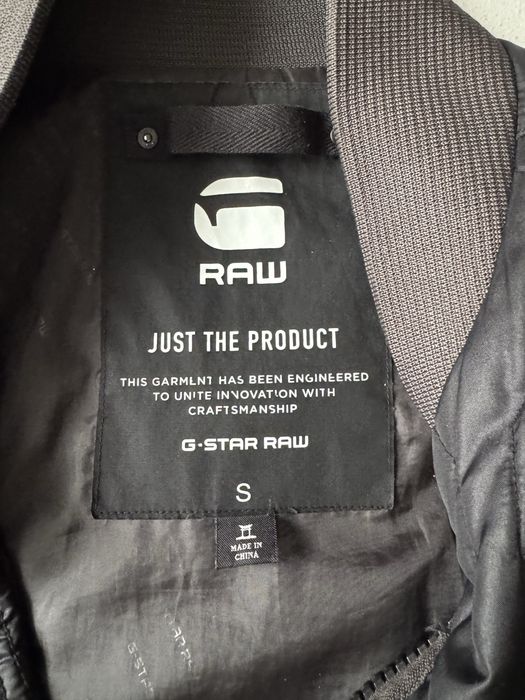 RAW
JUST THE PRODUCT
THIS GARMENT HAS BEEN ENGINEERED
TO UNITE INNOVATION WITH
CRAFTSMANSHIP
G-STAR RAW
S
MADE IN
CHINA
G-STAR